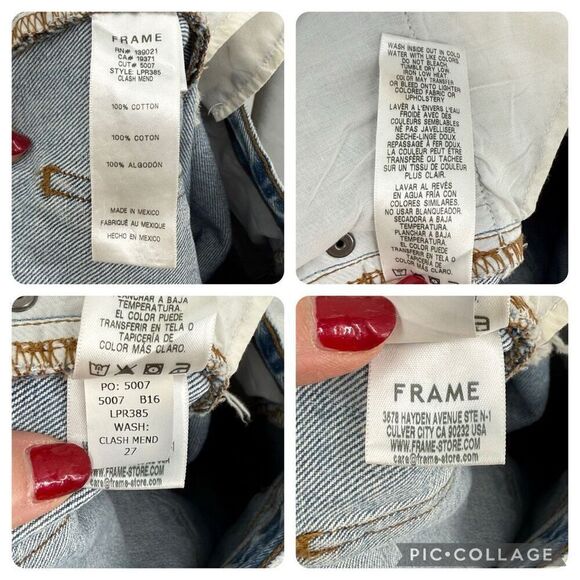 FRAME
RN# 139021
CA# 19371
CUT# 5007
STYLE: LPR385
CLASH MEND
100% COTTON
100% COTON
100% ALGODÓN
MADE IN MEXICO
FABRIQUÉ AU MEXIQUE
HECHO EN MEXICO
WASH INSIDE OUT IN COLD
WATER WITH LIKE COLORS
DO NOT BLEACH
TUMBLE DRY LOW
IRON LOW HEAT
COLOR MAY TRANSFER
OR BLEED ONTO LIGHTER
COLORED FABRIC OR
UPHOLSTERY
LAVÉR À L'ENVERS L'EAU
FROIDE AVEC DES
COULEURS SEMBLABLES
NE PAS JAVELLISER
SÈCHE-LINGE DOUX
REPASSAGE À FER DOUX.
LA COULEUR PEUT ÊTRE
TRANSFÉRÉ OU TACHÉE
SUR UN TISSU DE COULEUR
PLUS CLAIR.
LAVAR AL REVÉS
EN AGUA FRÍA CON
COLORES SIMILARES.
NO USAR BLANQUEADOR.
SECADORA A BAJA
TEMPERATURA.
PLANCHAR A BAJA
TEMPERATURA.
EL COLOR PUEDE
TRANSFERIR EN TELA O
TAPICERÍA DE
COLOR MÁS CLARO.
PLANCHAR A BAJA
TEMPERATURA.
EL COLOR PUEDE
TRANSFERIR EN TELA O
TAPICERÍA DE
COLOR MÁS CLARO.
PO: 5007
5007 B16
LPR385
WASH:
CLASH MEND
27
WWW.FRAME-STORE.COM
care@frame-store.com
FRAME
3578 HAYDEN AVENUE STE N-1
CULVER CITY CA 90232 USA
WWW.FRAME-STORE.COM
care@frame-store.com
PIC•COLLAGE